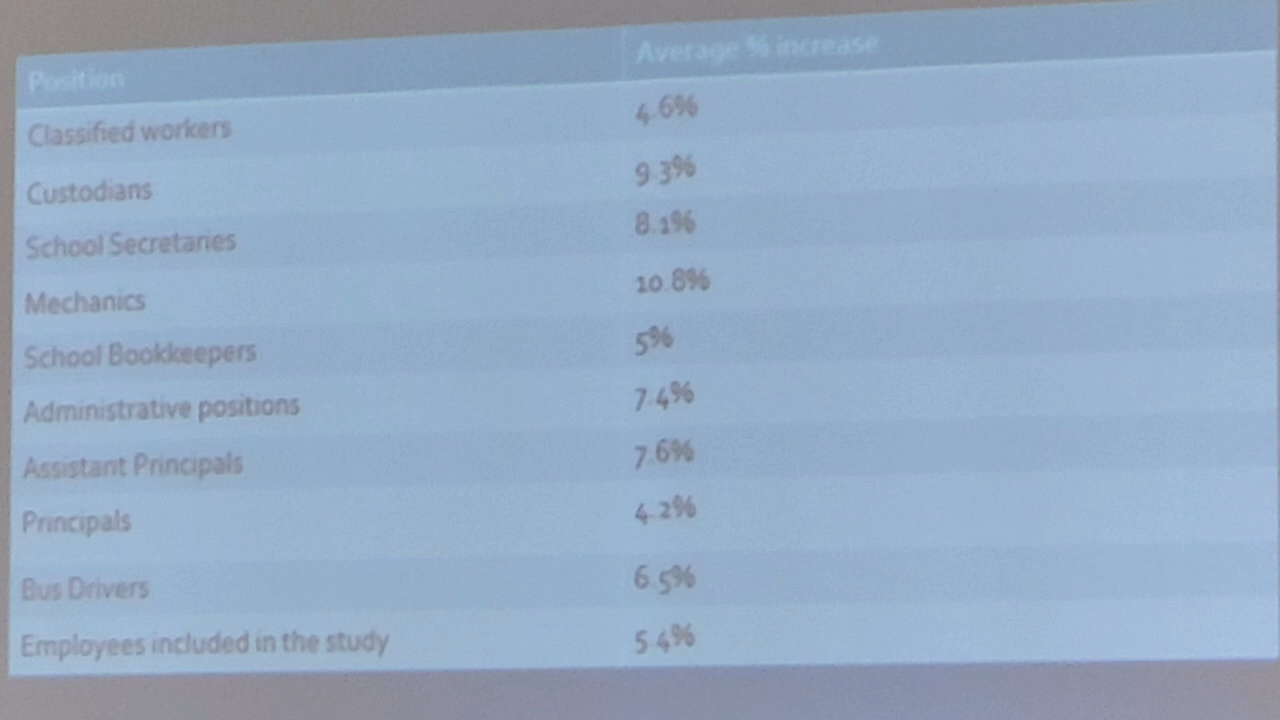 Position Average % increase
Classified workers 4.6%
Custodians 9.3%
School Secretaries 8.1%
Mechanics 10.8%
School Bookkeepers 5%
Administrative positions 7.4%
Assistant Principals 7.6%
Principals 4.2%
Bus Drivers 6.5%
Employees included in the study 5.4%